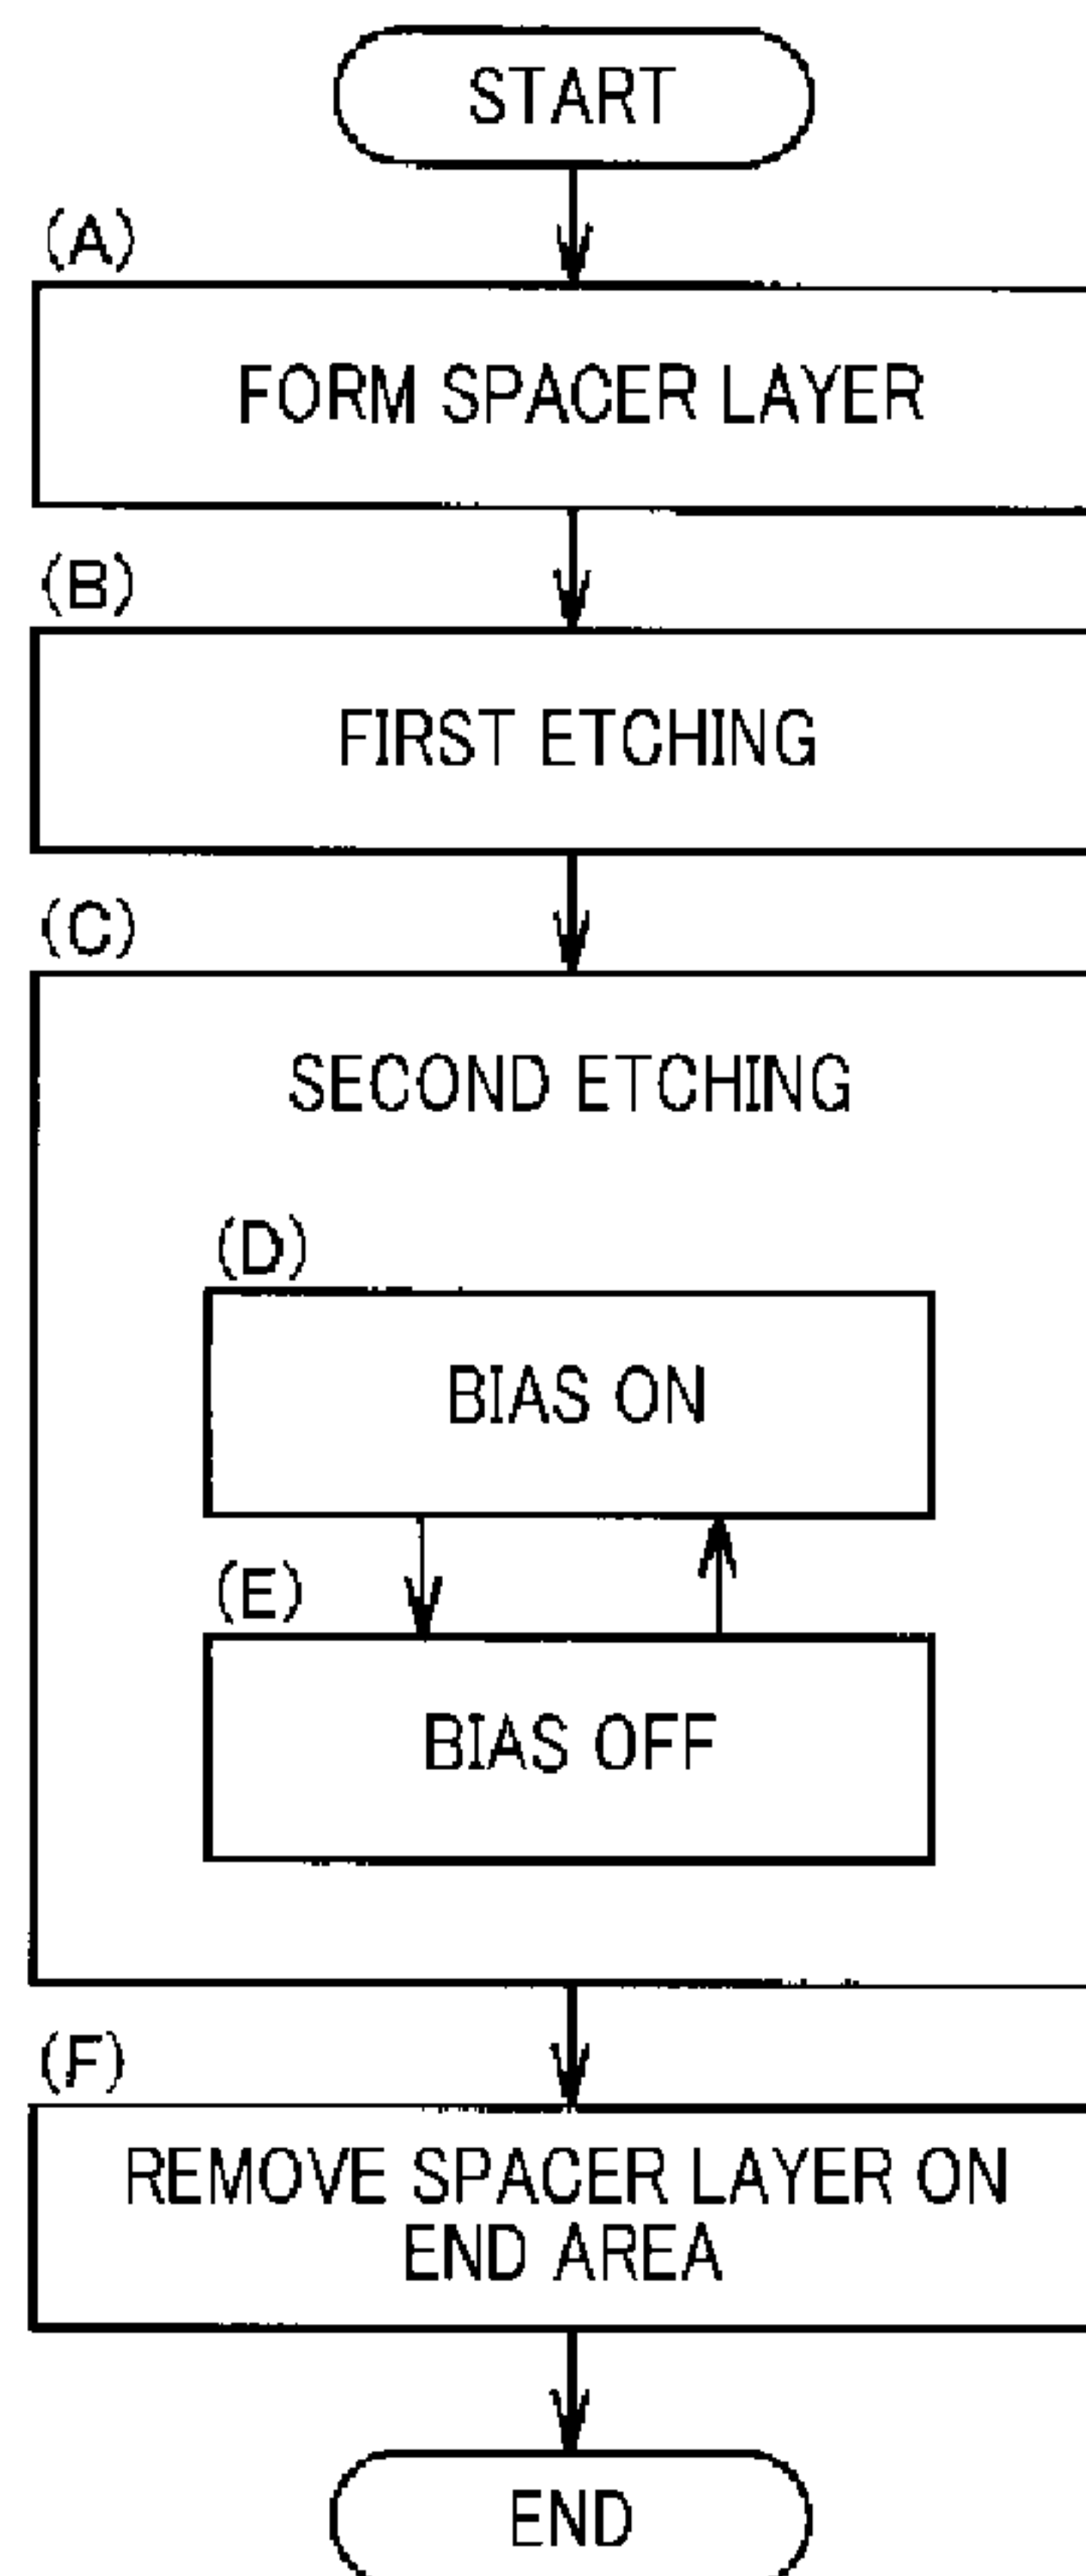 START
(A)
FORM SPACER LAYER
(B)
FIRST ETCHING
(C)
SECOND ETCHING
(D)
BIAS ON
(E)
BIAS OFF
(F)
REMOVE SPACER LAYER ON
END AREA
END